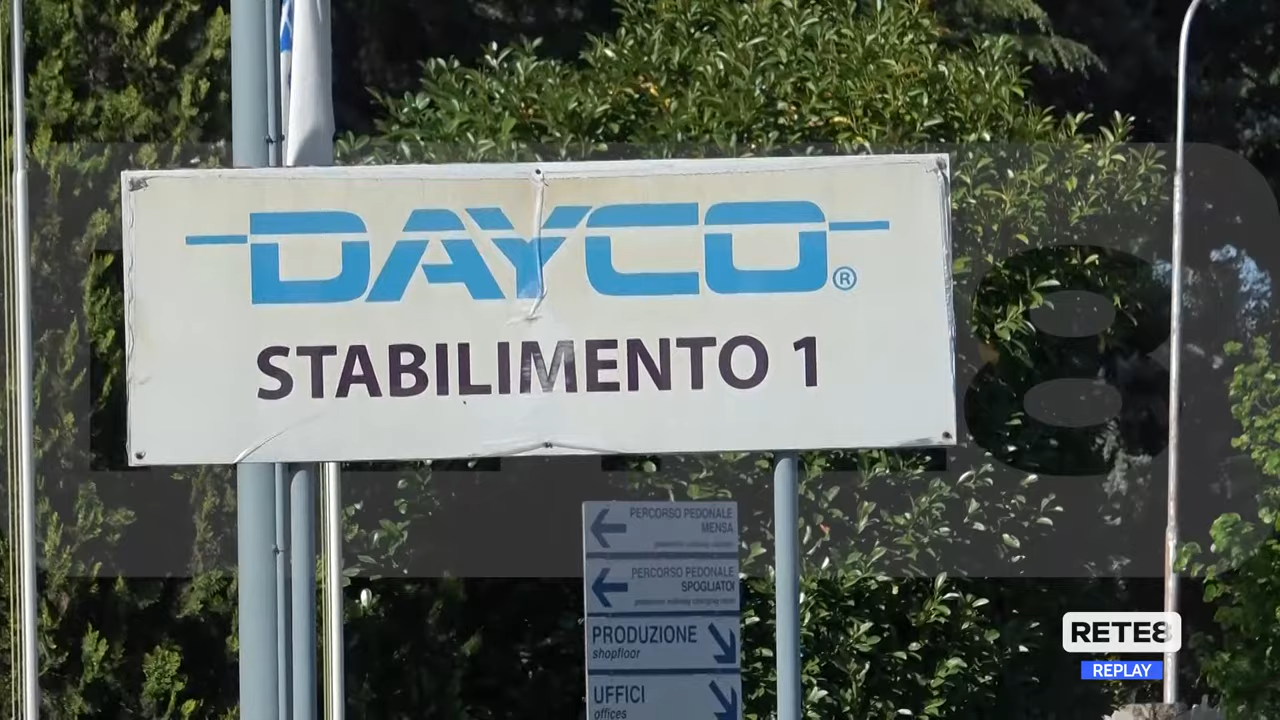 DAYCO®
STABILIMENTO 1
PERCORSO PEDONALE
MENSA
PERCORSO PEDONALE
SPOGLIATOI
PRODUZIONE
shopfloor
UFFICI
offices
RETE8
REPLAY